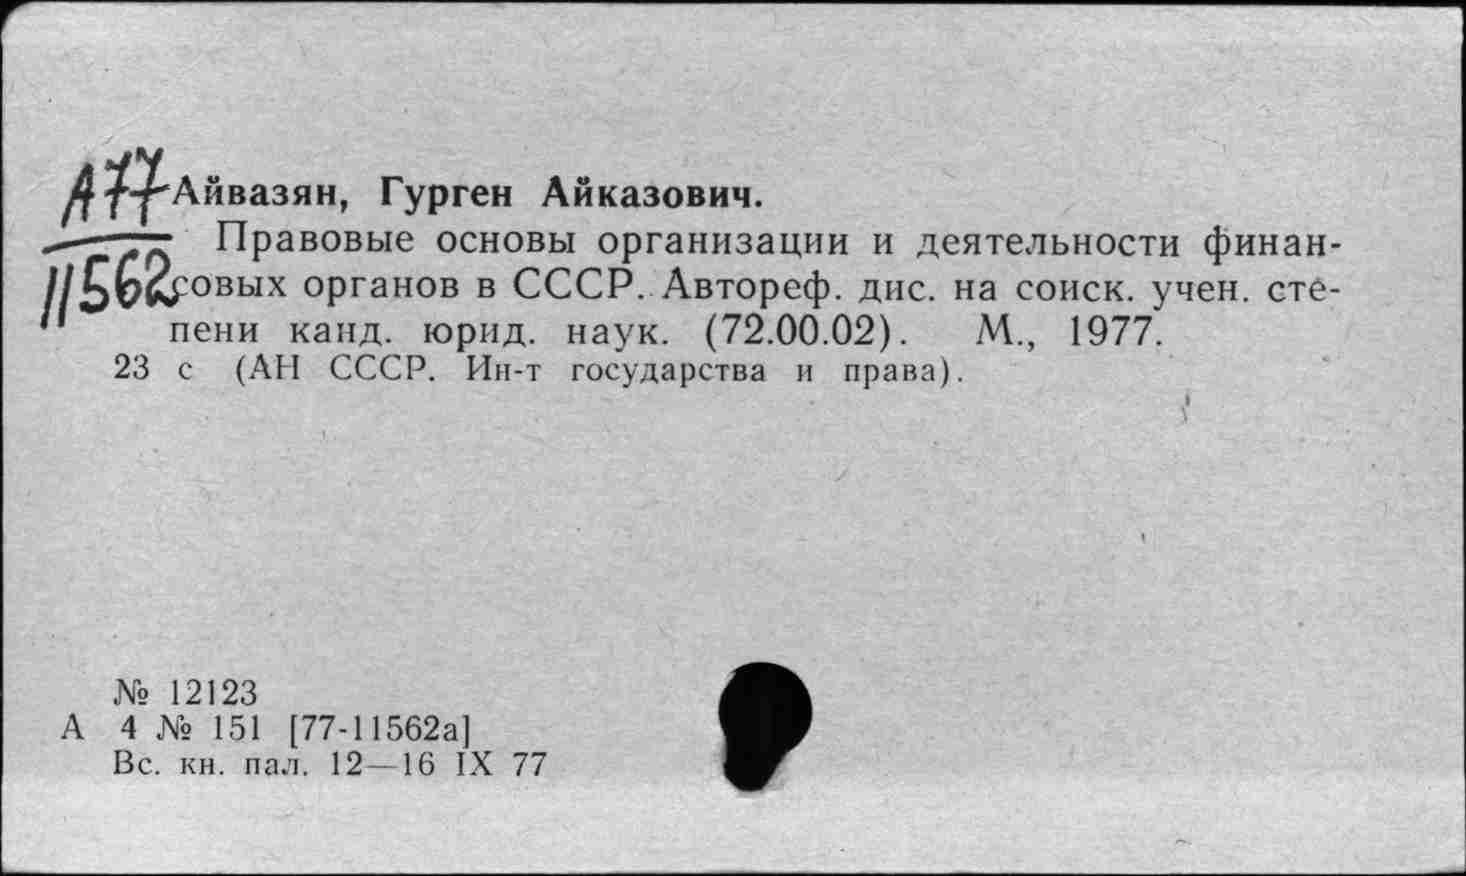 А77
11562
Айвазян, Гурген Айказович.
Правовые основы организации и деятельности финан-
совых органов в СССР. Автореф. дис. на соиск. учен. сте-
пени канд. юрид. наук. (72.00.02). М., 1977.
23 с (АН СССР. Ин-т государства и права).
№ 12123
А 4 № 151 [77-11562а]
Вс. кн. пал. 12—16 IX 77